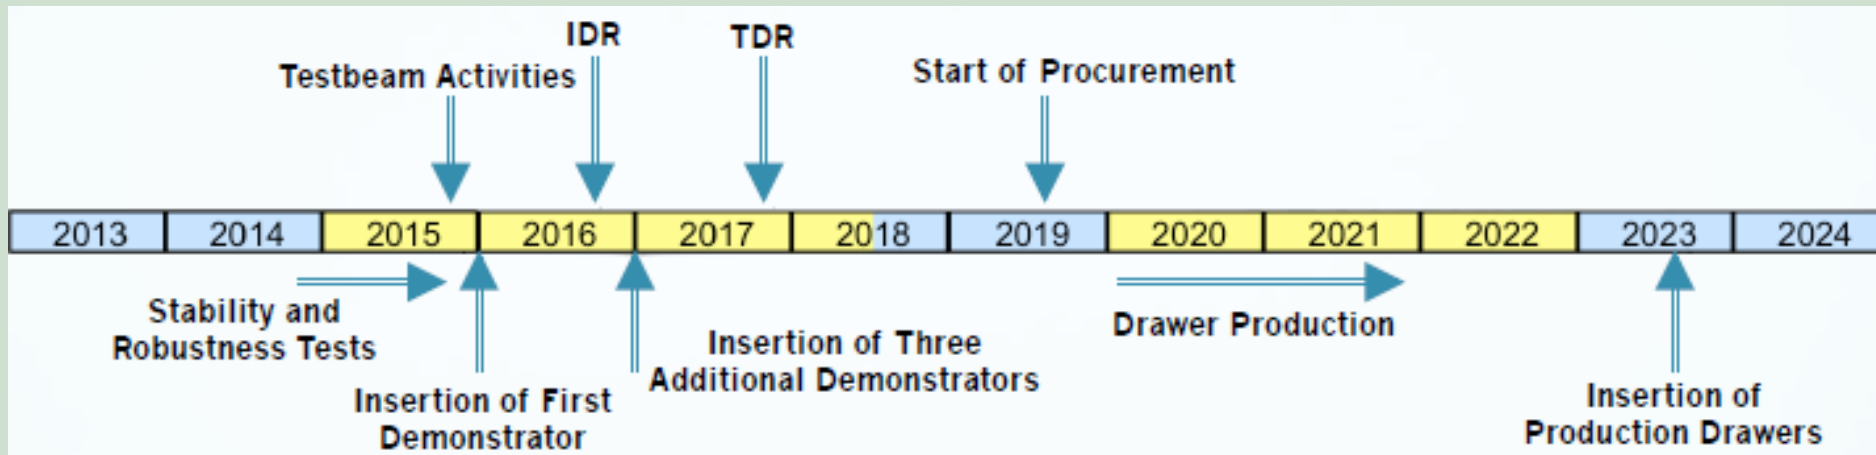 IDR
TDR
Testbeam Activities
Start of Procurement
2013 2014 2015 2016 2017 2018 2019 2020 2021 2022 2023 2024
Stability and
Robustness Tests
Insertion of First
Demonstrator
Insertion of Three
Additional Demonstrators
Drawer Production
Insertion of
Production Drawers